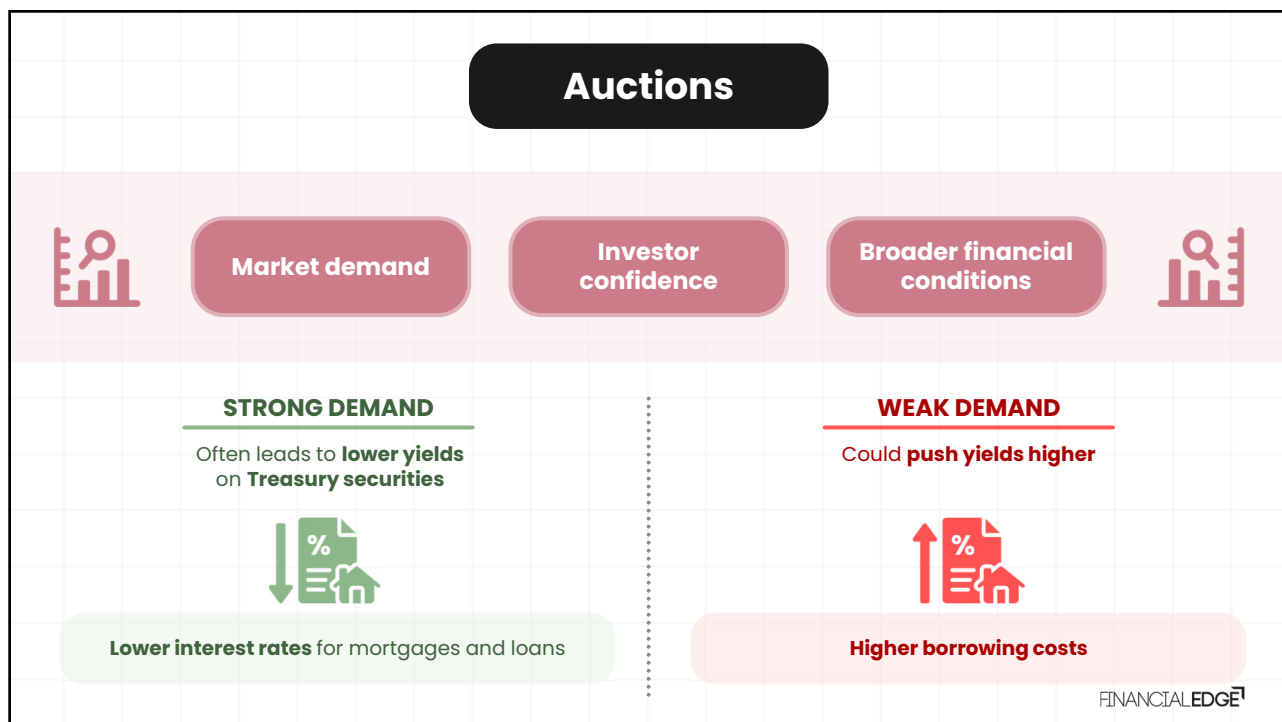 Auctions
Market demand
Investor
confidence
Broader financial
conditions
STRONG DEMAND
Often leads to lower yields
on Treasury securities
%
Lower interest rates for mortgages and loans
WEAK DEMAND
Could push yields higher
%
Higher borrowing costs
FINANCIALEDGE